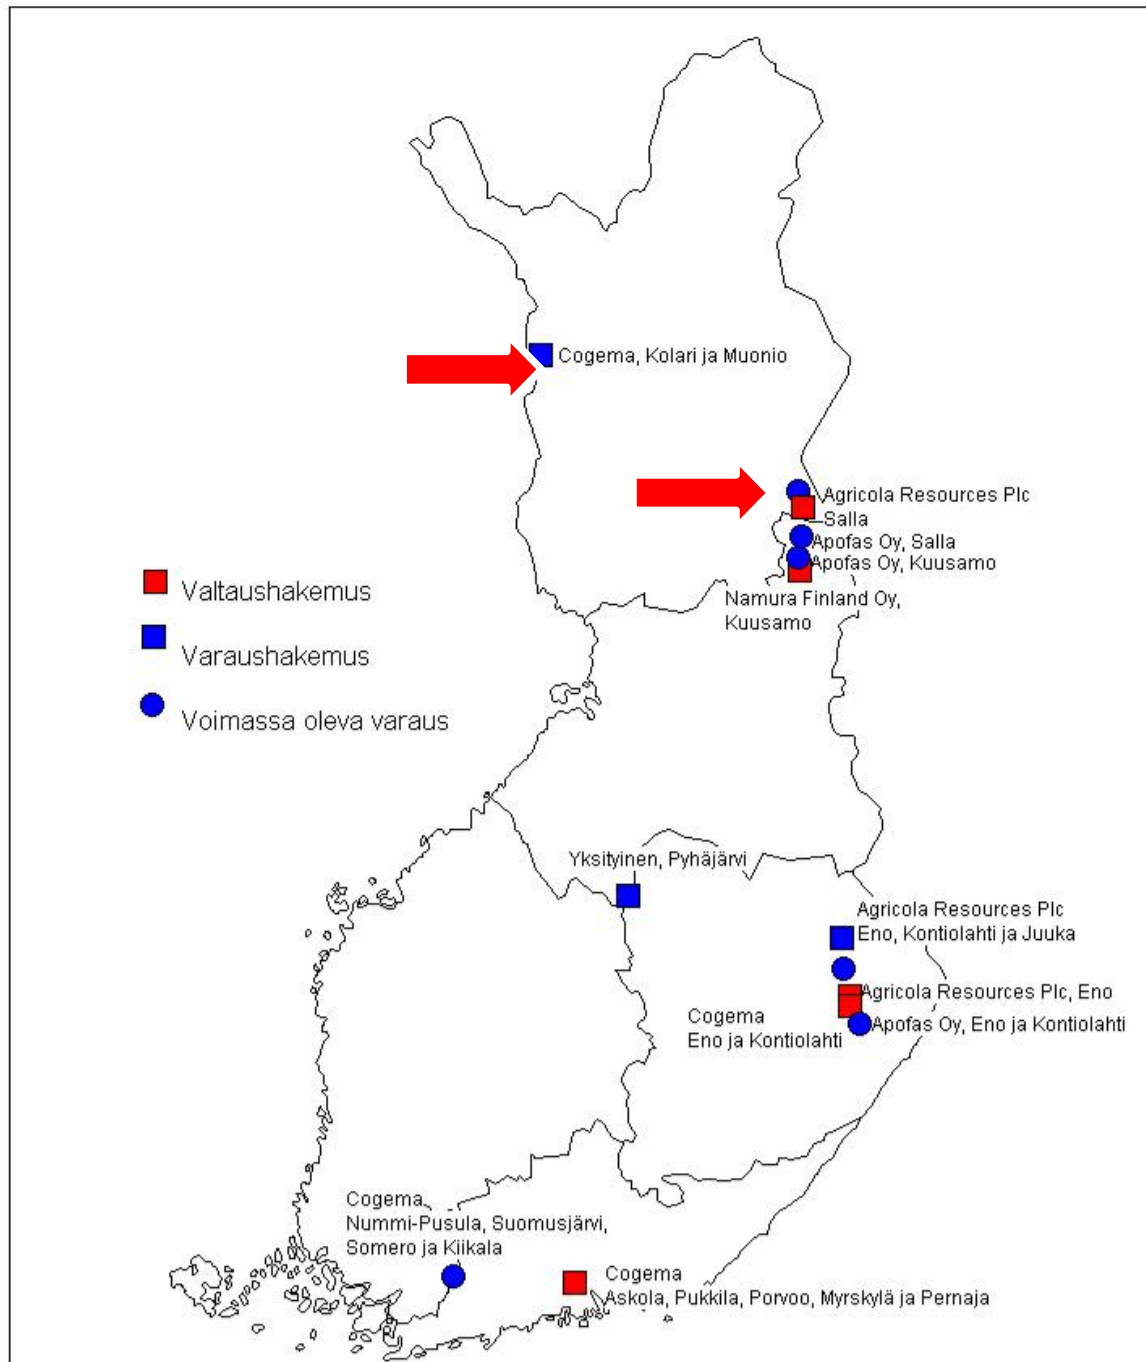 Cogema, Kolari ja Muonio
Agricola Resources Plc
Salla
Apofas Oy, Salla
Apofas Oy, Kuusamo
Namura Finland Oy,
Kuusamo
Valtaushakemus
Varaushakemus
Voimassa oleva varaus
Yksityinen, Pyhäjärvi
Agricola Resources Plc
Eno, Kontiolahti ja Juuka
Agricola Resources Plc, Eno
Cogema
Eno ja Kontiolahti
Apofas Oy, Eno ja Kontiolahti
Cogema
Nummi-Pusula, Suomusjärvi,
Somero ja Kiikala
Cogema
Askola, Pukkila, Porvoo, Myrskylä ja Pernaja